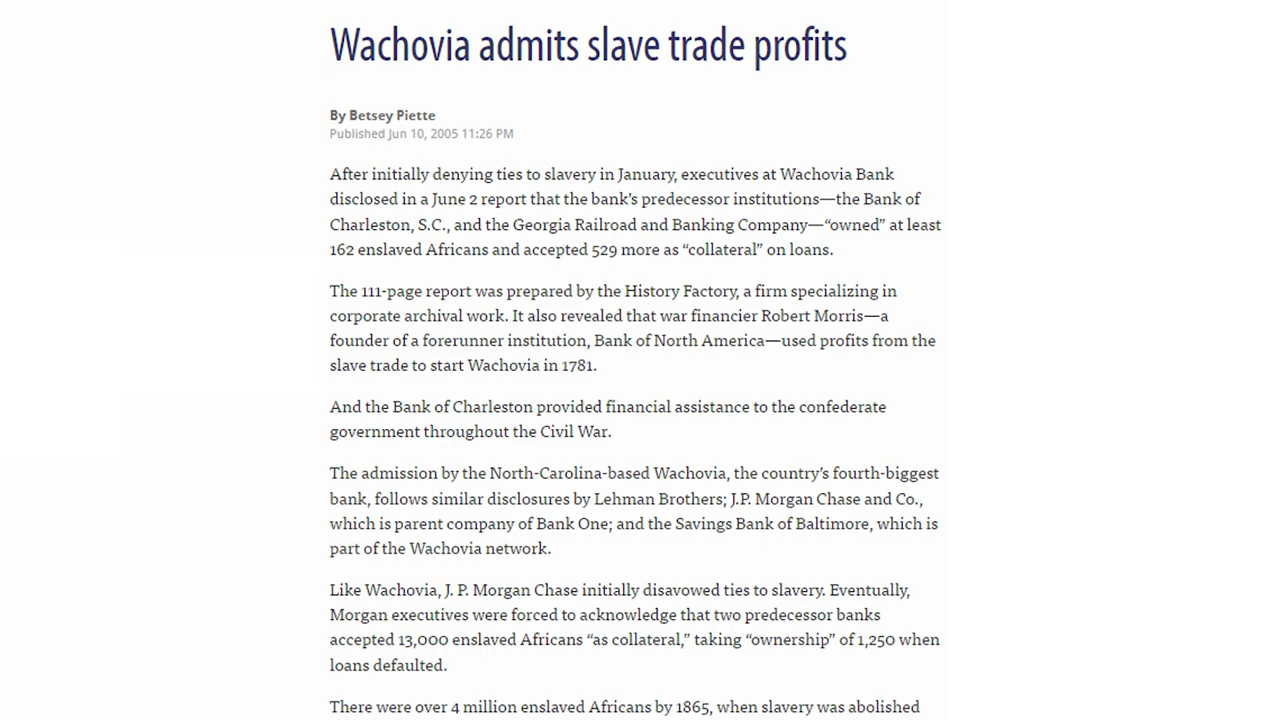 Wachovia admits slave trade profits
By Betsey Piette
Published Jun 10, 2005 11:26 PM
After initially denying ties to slavery in January, executives at Wachovia Bank
disclosed in a June 2 report that the bank’s predecessor institutions—the Bank of
Charleston, S.C., and the Georgia Railroad and Banking Company—“owned” at least
162 enslaved Africans and accepted 529 more as “collateral” on loans.
The 111-page report was prepared by the History Factory, a firm specializing in
corporate archival work. It also revealed that war financier Robert Morris—a
founder of a forerunner institution, Bank of North America—used profits from the
slave trade to start Wachovia in 1781.
And the Bank of Charleston provided financial assistance to the confederate
government throughout the Civil War.
The admission by the North-Carolina-based Wachovia, the country’s fourth-biggest
bank, follows similar disclosures by Lehman Brothers; J.P. Morgan Chase and Co.,
which is parent company of Bank One; and the Savings Bank of Baltimore, which is
part of the Wachovia network.
Like Wachovia, J. P. Morgan Chase initially disavowed ties to slavery. Eventually,
Morgan executives were forced to acknowledge that two predecessor banks
accepted 13,000 enslaved Africans “as collateral,” taking “ownership” of 1,250 when
loans defaulted.
There were over 4 million enslaved Africans by 1865, when slavery was abolished